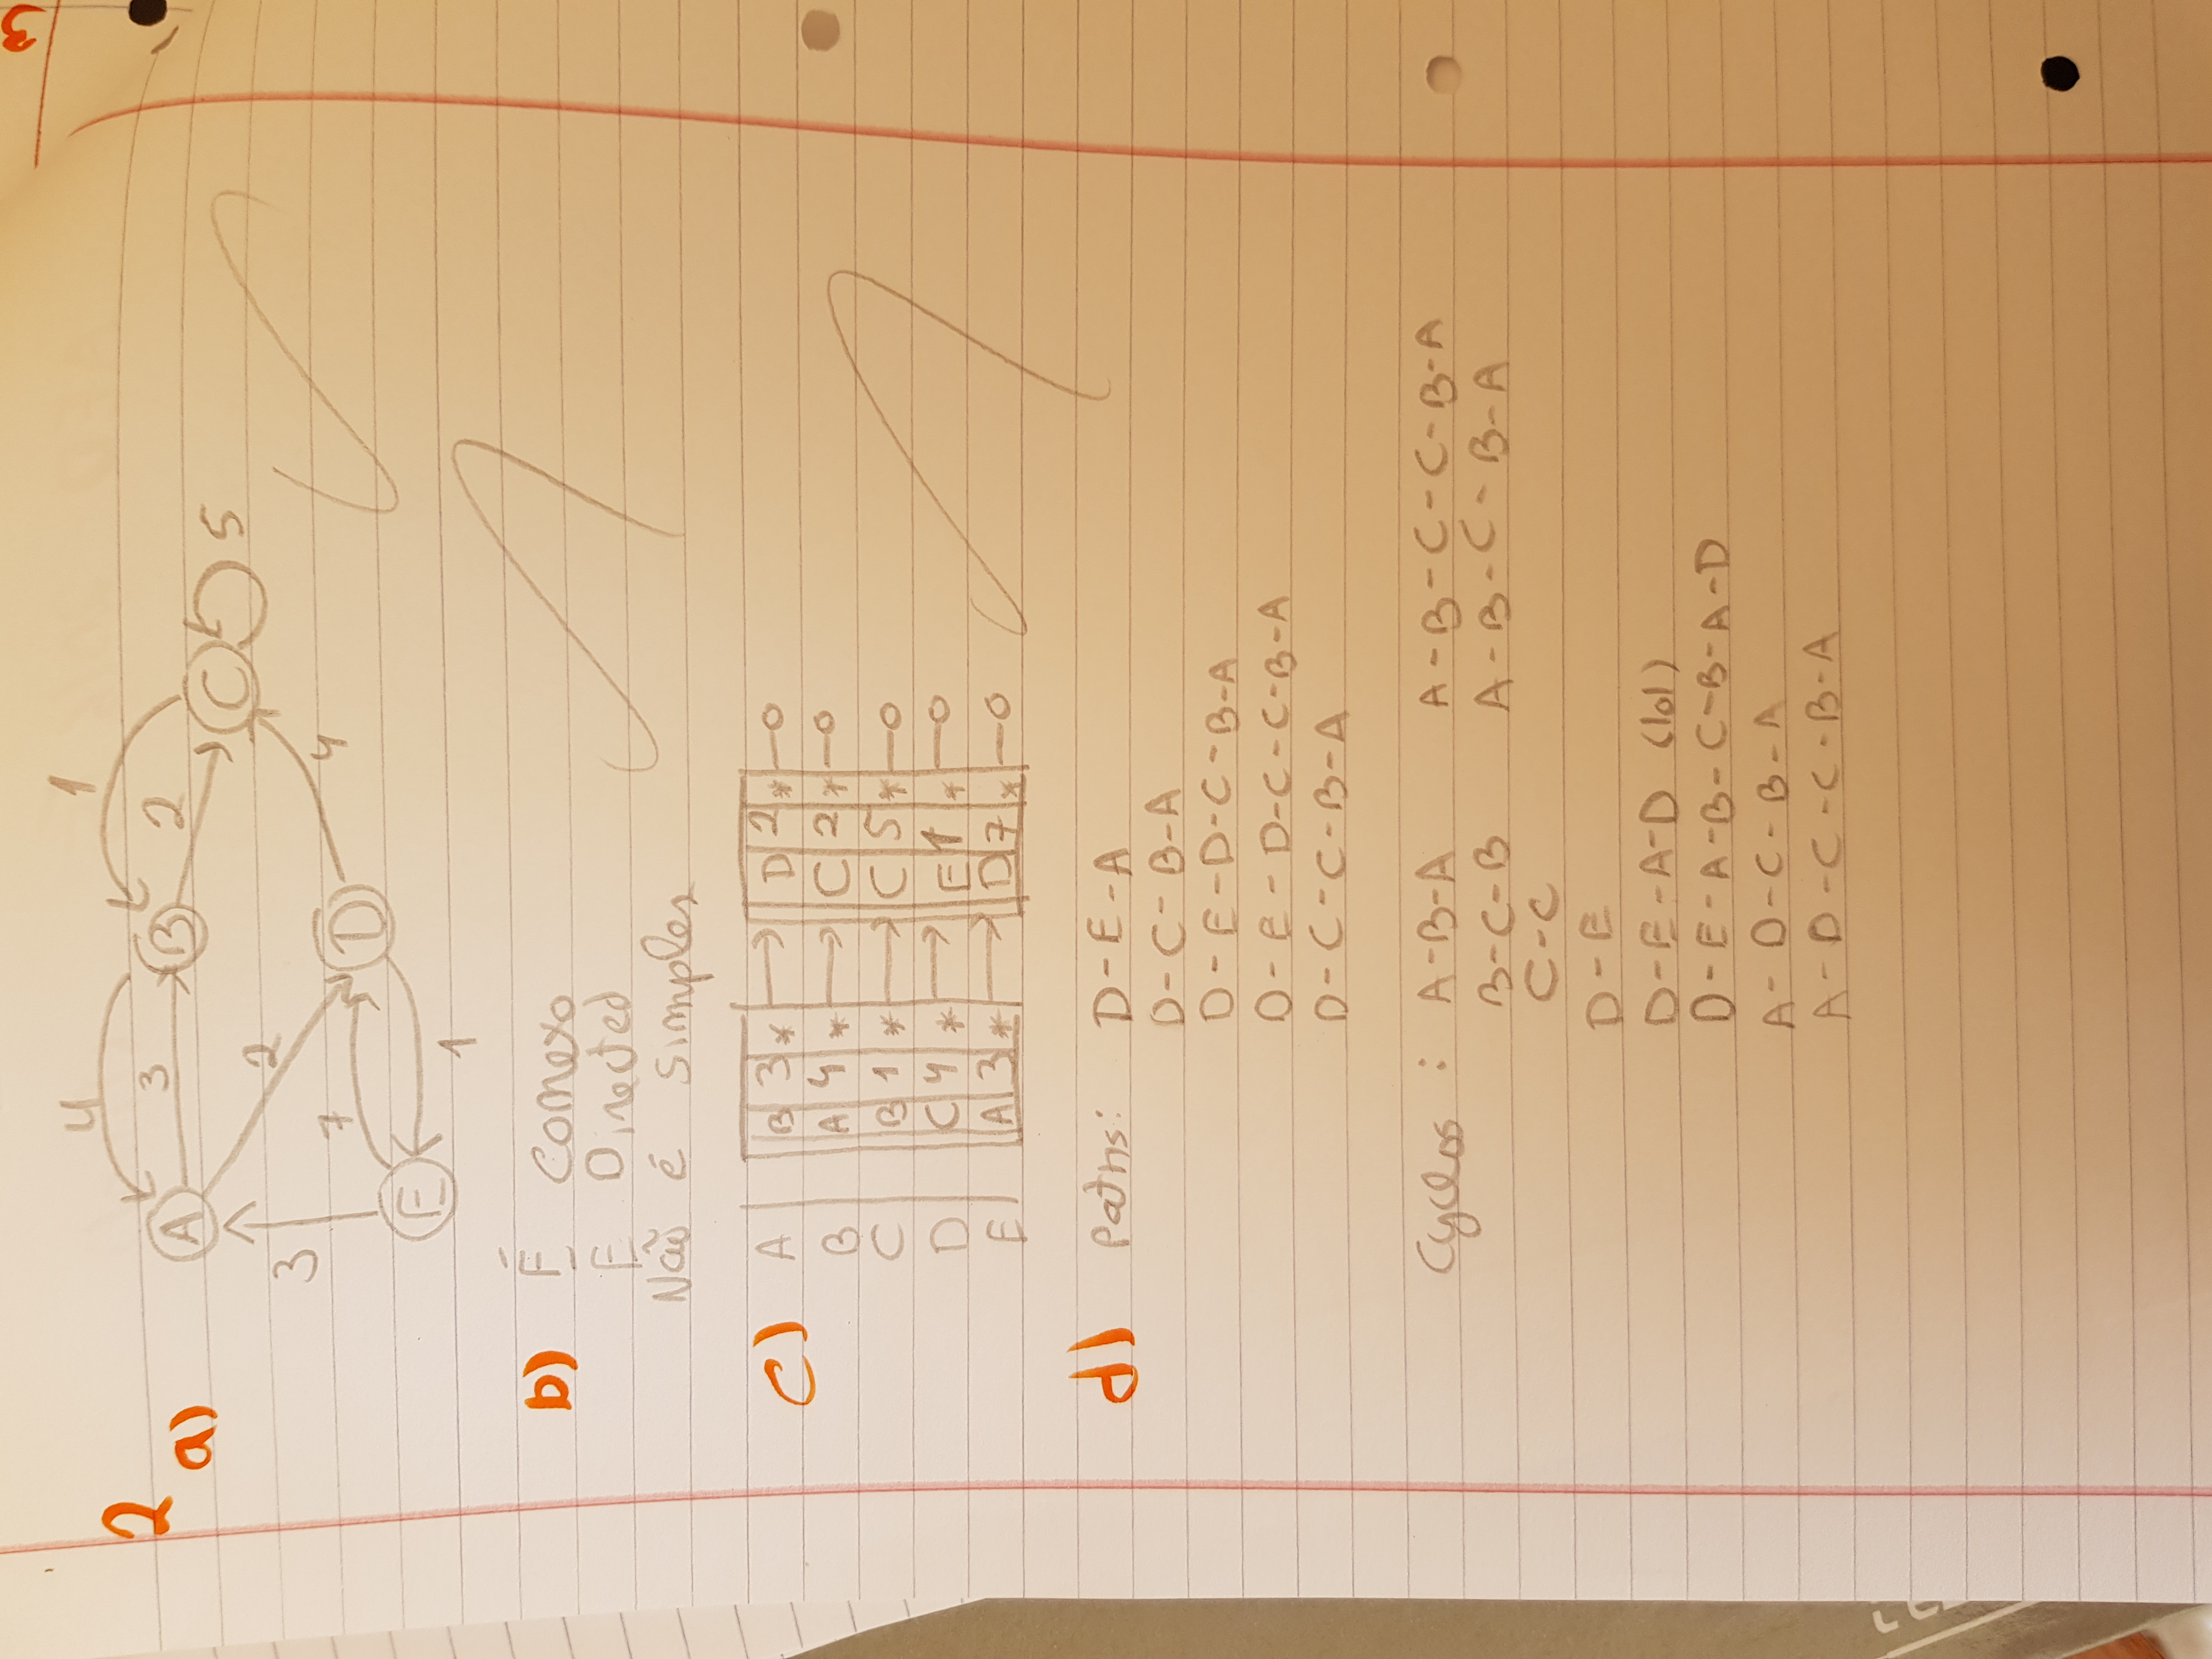 3
2
a)
4
1
A
3
B
2
C
5
3
2
7
D
4
E
1
b) É Conexo
É Directed
Não é simples
c) A B 3 * D 2 *
B A 4 * C 2 *
C B 1 * C 5 *
D C 4 * E 1 *
E A 3 * D 7 *
d) Paths: D-E-A
D-C-B-A
D-E-D-C-B-A
D-E-D-C-C-B-A
D-C-C-B-A
Cyclos : A-B-A A-B-C-C-B-A
B-C-B A-B-C-B-A
C-C
D-E
D-E-A-D (lol)
D-E-A-B-C-B-A-D
A-D-C-B-A
A-D-C-C-B-A